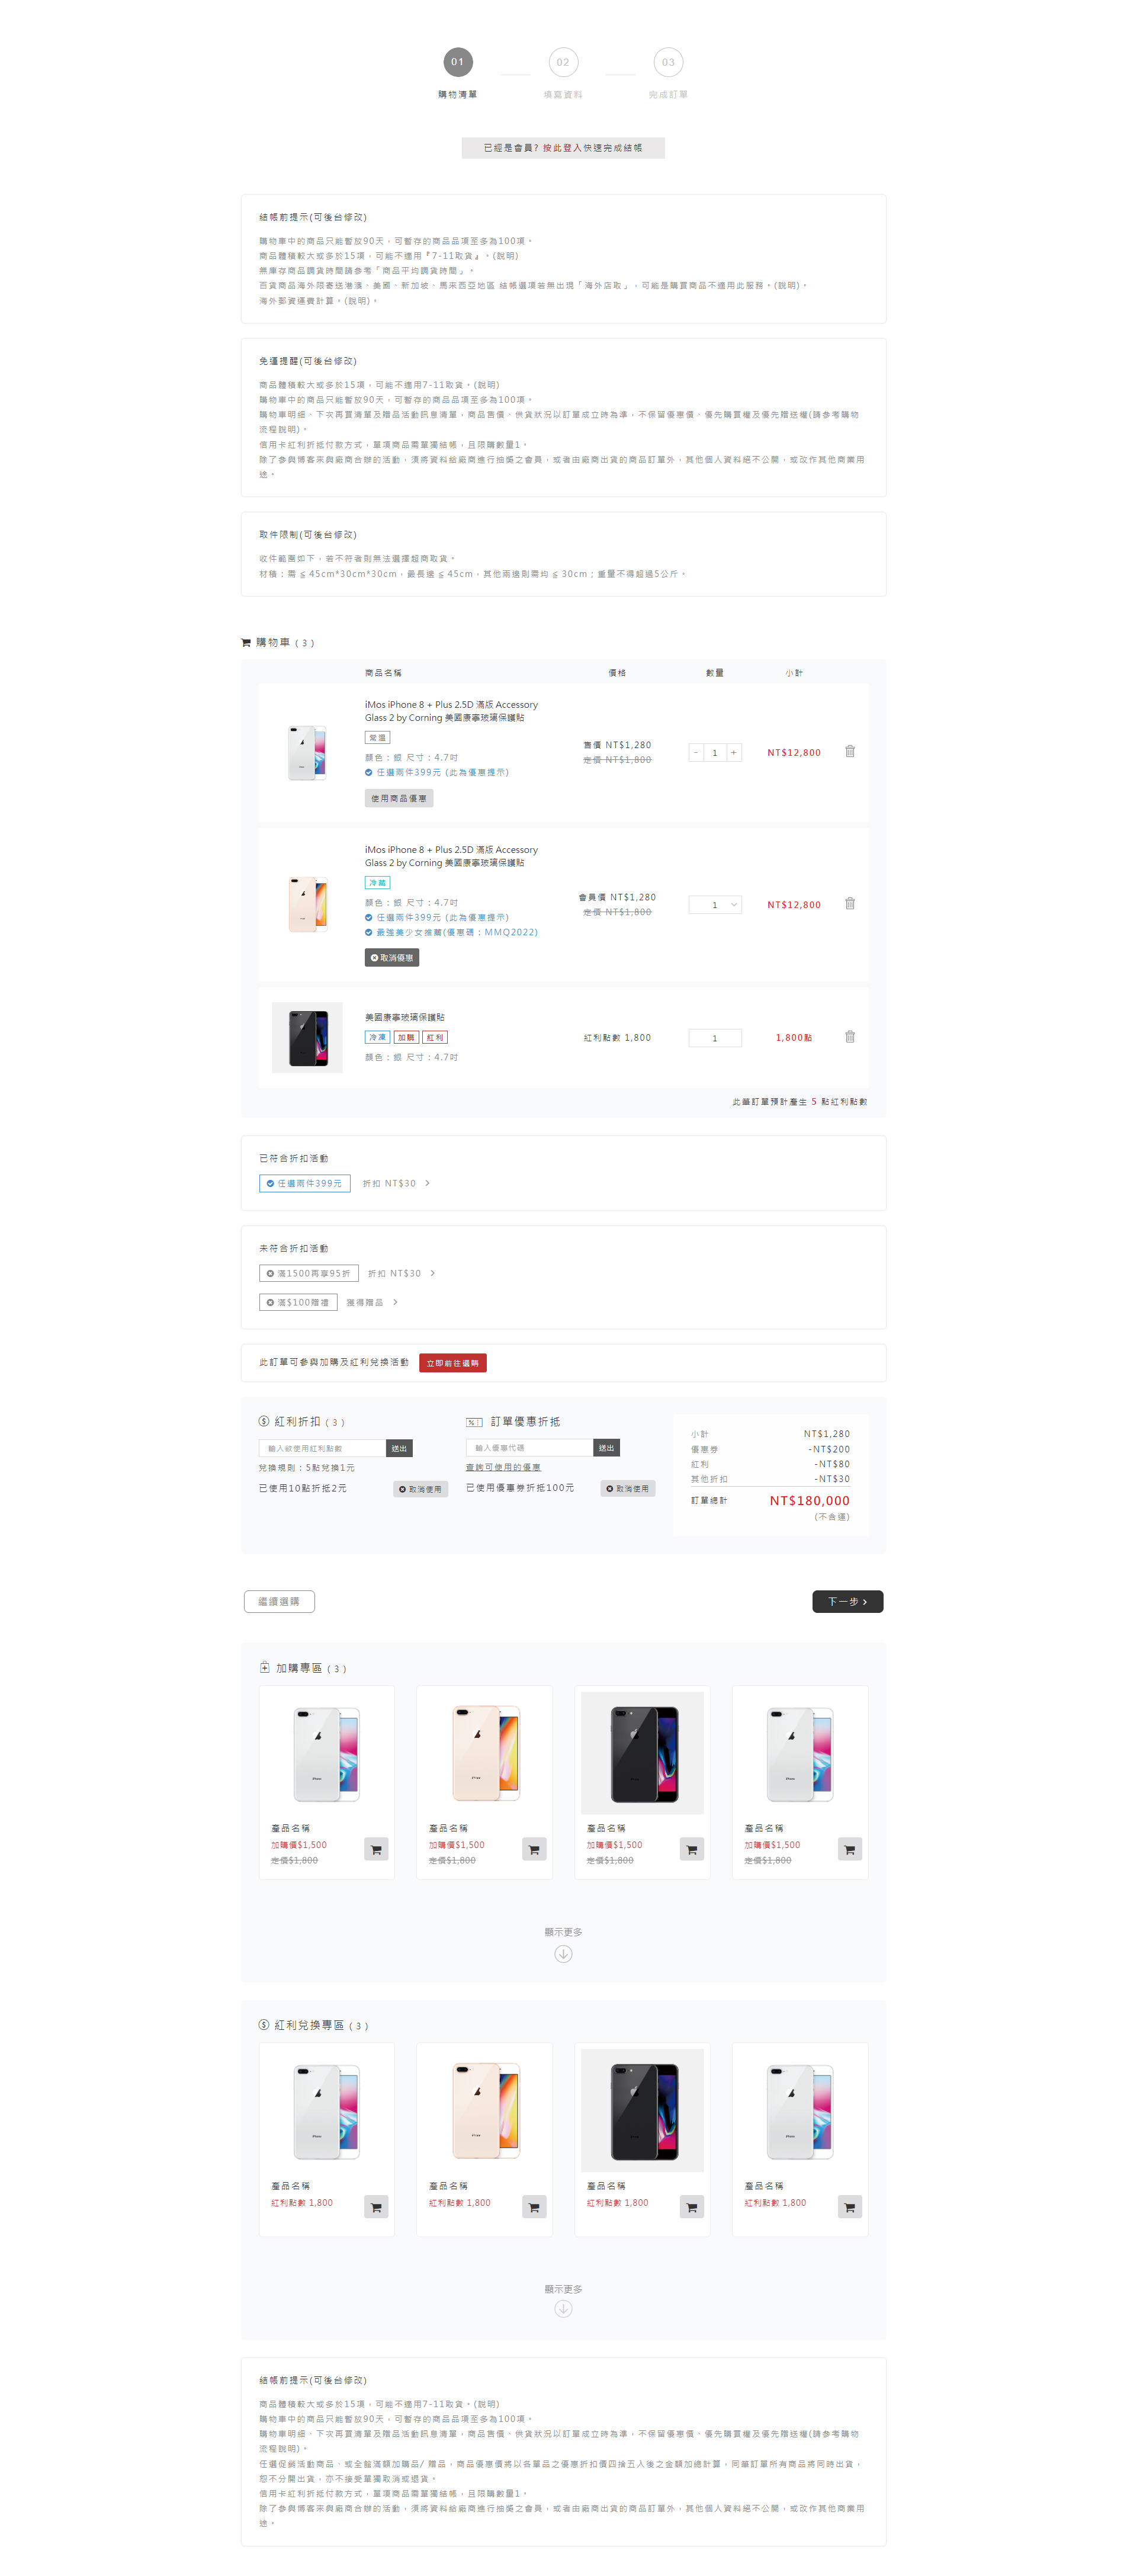 01
02
03
購物清單
填寫資料
完成訂單
已經是會員? 按此登入快速完成結帳
結帳前提示(可後台修改)
購物車中的商品只能暫放90天，可暫存的商品品項至多為100項。
商品體積較大或多於15項，可能不適用『7-11取貨』。(說明)
無庫存商品調貨時間請參考「商品平均調貨時間」。
百貨商品海外限寄送港澳、美國、新加坡、馬來西亞地區 結帳選項若無出現「海外店取」，可能是購買商品不適用此服務。(說明)。
海外郵資運費計算。(說明)。
免運提醒(可後台修改)
商品體積較大或多於15項，可能不適用7-11取貨。(說明)
購物車中的商品只能暫放90天，可暫存的商品品項至多為100項。
購物車明細、下次再買清單及贈品活動訊息清單，商品售價、供貨狀況以訂單成立時為準，不保留優惠價、優先購買權及優先贈送權(請參考購物
流程說明)。
信用卡紅利折抵付款方式，單項商品需單獨結帳，且限購數量1。
除了參與博客來與廠商合辦的活動，須將資料給廠商進行抽獎之會員，或者由廠商出貨的商品訂單外，其他個人資料絕不公開，或改作其他商業用
途。
取件限制(可後台修改)
收件範圍如下，若不符者則無法選擇超商取貨。
材積：需 ≦ 45cm*30cm*30cm，最長邊 ≦ 45cm，其他兩邊則需均 ≦ 30cm；重量不得超過5公斤。
購物車 ( 3 )
商品名稱
價格
數量
小計
iMos iPhone 8 + Plus 2.5D 滿版 Accessory
Glass 2 by Corning 美國康寧玻璃保護貼
常溫
顏色：銀 尺寸：4.7吋
任選兩件399元 (此為優惠提示)
使用商品優惠
售價 NT$1,280
定價 NT$1,800
- 1 +
NT$12,800
iMos iPhone 8 + Plus 2.5D 滿版 Accessory
Glass 2 by Corning 美國康寧玻璃保護貼
冷藏
顏色：銀 尺寸：4.7吋
任選兩件399元 (此為優惠提示)
最強美少女推薦(優惠碼：MMQ2022)
取消優惠
會員價 NT$1,280
定價 NT$1,800
1
NT$12,800
美國康寧玻璃保護貼
冷凍 加購 紅利
顏色：銀 尺寸：4.7吋
紅利點數 1,800
1
1,800點
此筆訂單預計產生 5 點紅利點數
已符合折扣活動
任選兩件399元 折扣 NT$30
未符合折扣活動
滿1500再享95折 折扣 NT$30
滿$100贈禮 獲得贈品
此訂單可參與加購及紅利兌換活動 立即前往選購
紅利折扣 ( 3 )
輸入欲使用紅利點數 送出
兌換規則：5點兌換1元
已使用10點折抵2元 取消使用
訂單優惠折抵
輸入優惠代碼 送出
查詢可使用的優惠
已使用優惠券折抵100元 取消使用
小計 NT$1,280
優惠券 -NT$200
紅利 -NT$80
其他折扣 -NT$30
訂單總計 NT$180,000
(不含運)
繼續選購
下一步
加購專區 ( 3 )
產品名稱
加購價$1,500
定價$1,800
產品名稱
加購價$1,500
定價$1,800
產品名稱
加購價$1,500
定價$1,800
產品名稱
加購價$1,500
定價$1,800
顯示更多
紅利兌換專區 ( 3 )
產品名稱
紅利點數 1,800
產品名稱
紅利點數 1,800
產品名稱
紅利點數 1,800
產品名稱
紅利點數 1,800
顯示更多
結帳前提示(可後台修改)
商品體積較大或多於15項，可能不適用7-11取貨。(說明)
購物車中的商品只能暫放90天，可暫存的商品品項至多為100項。
購物車明細、下次再買清單及贈品活動訊息清單，商品售價、供貨狀況以訂單成立時為準，不保留優惠價、優先購買權及優先贈送權(請參考購物
流程說明)。
任選促銷活動商品、或全館滿額加購品/ 贈品，商品優惠價將以各單品之優惠折扣價四捨五入後之金額加總計算，同筆訂單所有商品將同時出貨，
恕不分開出貨，亦不接受單獨取消或退貨。
信用卡紅利折抵付款方式，單項商品需單獨結帳，且限購數量1。
除了參與博客來與廠商合辦的活動，須將資料給廠商進行抽獎之會員，或者由廠商出貨的商品訂單外，其他個人資料絕不公開，或改作其他商業用
途。